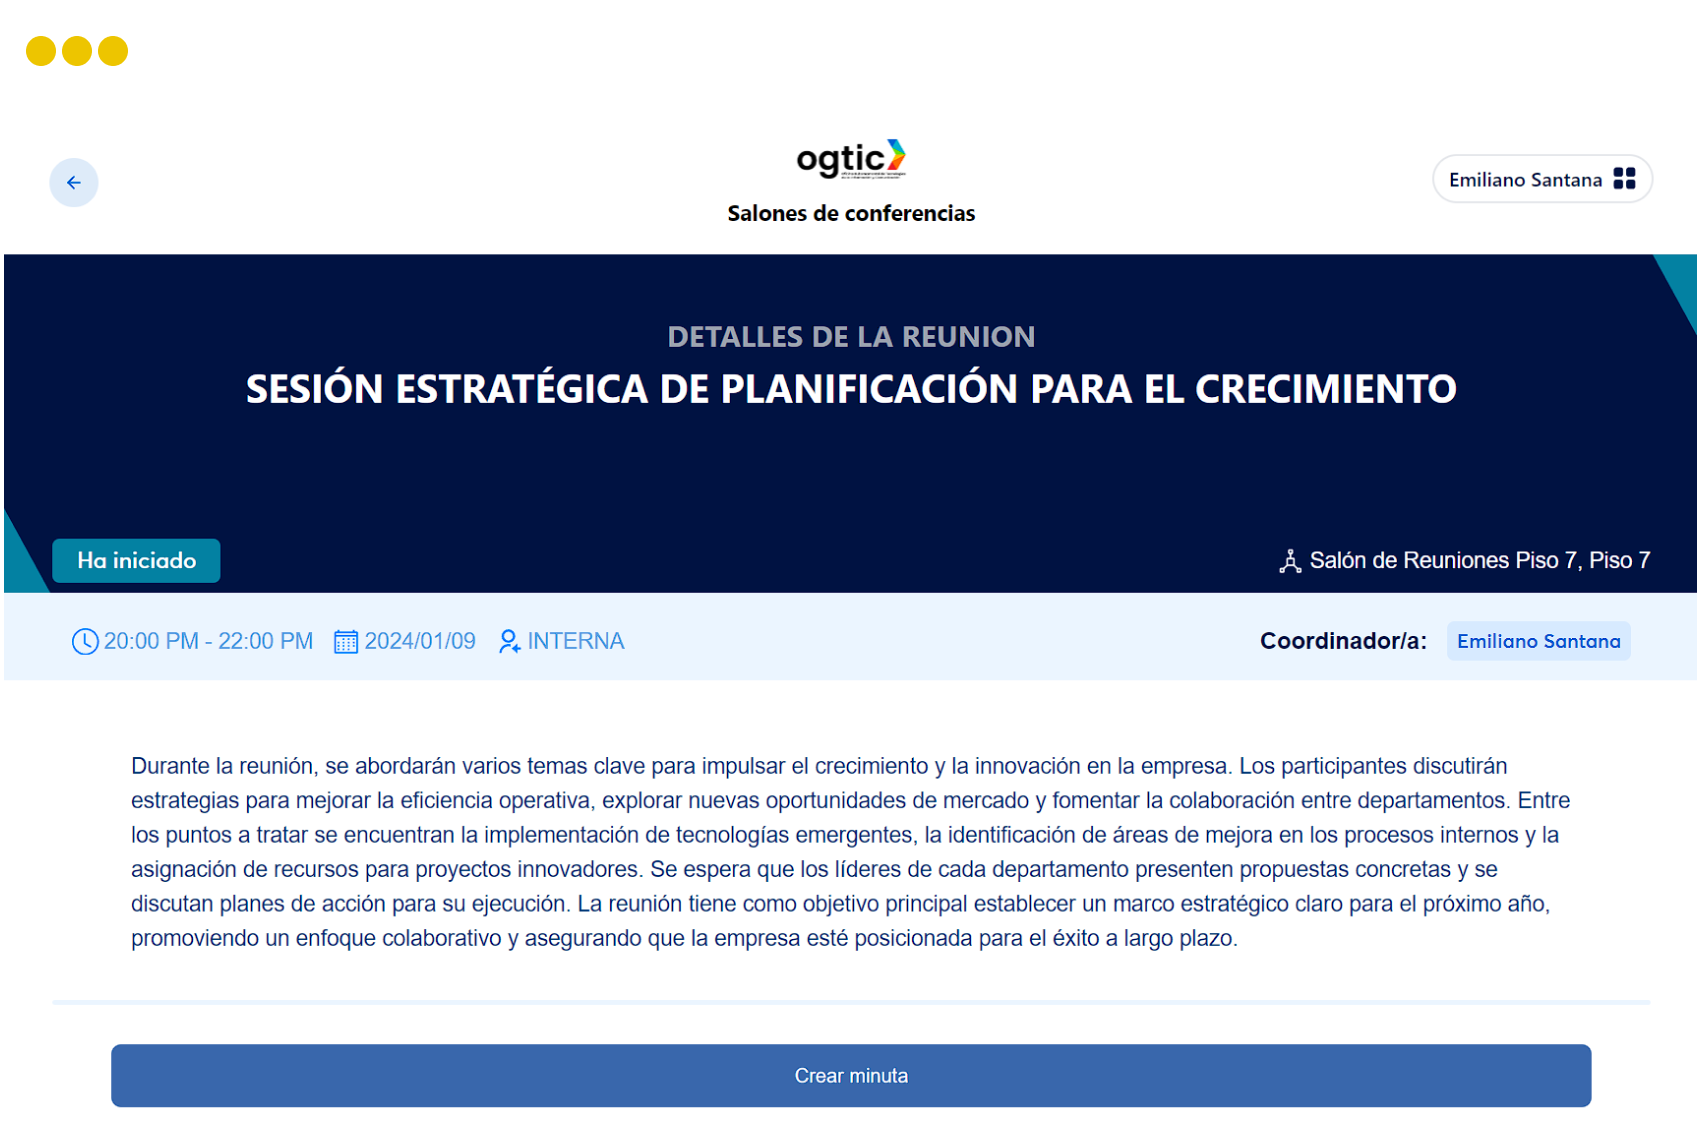 ogtic
Salones de conferencias
Emiliano Santana
DETALLES DE LA REUNION
SESIÓN ESTRATÉGICA DE PLANIFICACIÓN PARA EL CRECIMIENTO
Ha iniciado
Salón de Reuniones Piso 7, Piso 7
20:00 PM - 22:00 PM 2024/01/09 INTERNA
Coordinador/a: Emiliano Santana
Durante la reunión, se abordarán varios temas clave para impulsar el crecimiento y la innovación en la empresa. Los participantes discutirán
estrategias para mejorar la eficiencia operativa, explorar nuevas oportunidades de mercado y fomentar la colaboración entre departamentos. Entre
los puntos a tratar se encuentran la implementación de tecnologías emergentes, la identificación de áreas de mejora en los procesos internos y la
asignación de recursos para proyectos innovadores. Se espera que los líderes de cada departamento presenten propuestas concretas y se
discutan planes de acción para su ejecución. La reunión tiene como objetivo principal establecer un marco estratégico claro para el próximo año,
promoviendo un enfoque colaborativo y asegurando que la empresa esté posicionada para el éxito a largo plazo.
Crear minuta